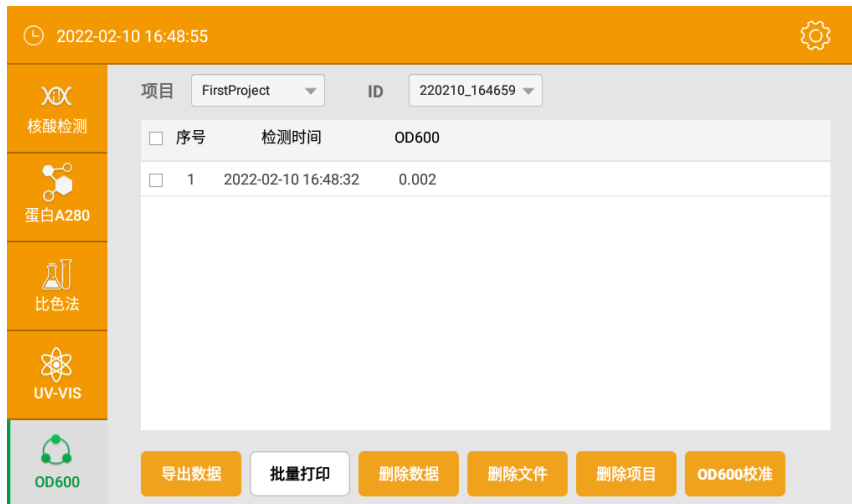 2022-02-10 16:48:55
核酸检测
蛋白A280
比色法
UV-VIS
OD600
项目 FirstProject ID 220210_164659
序号 检测时间 OD600
1 2022-02-10 16:48:32 0.002
导出数据 批量打印 删除数据 删除文件 删除项目 OD600校准